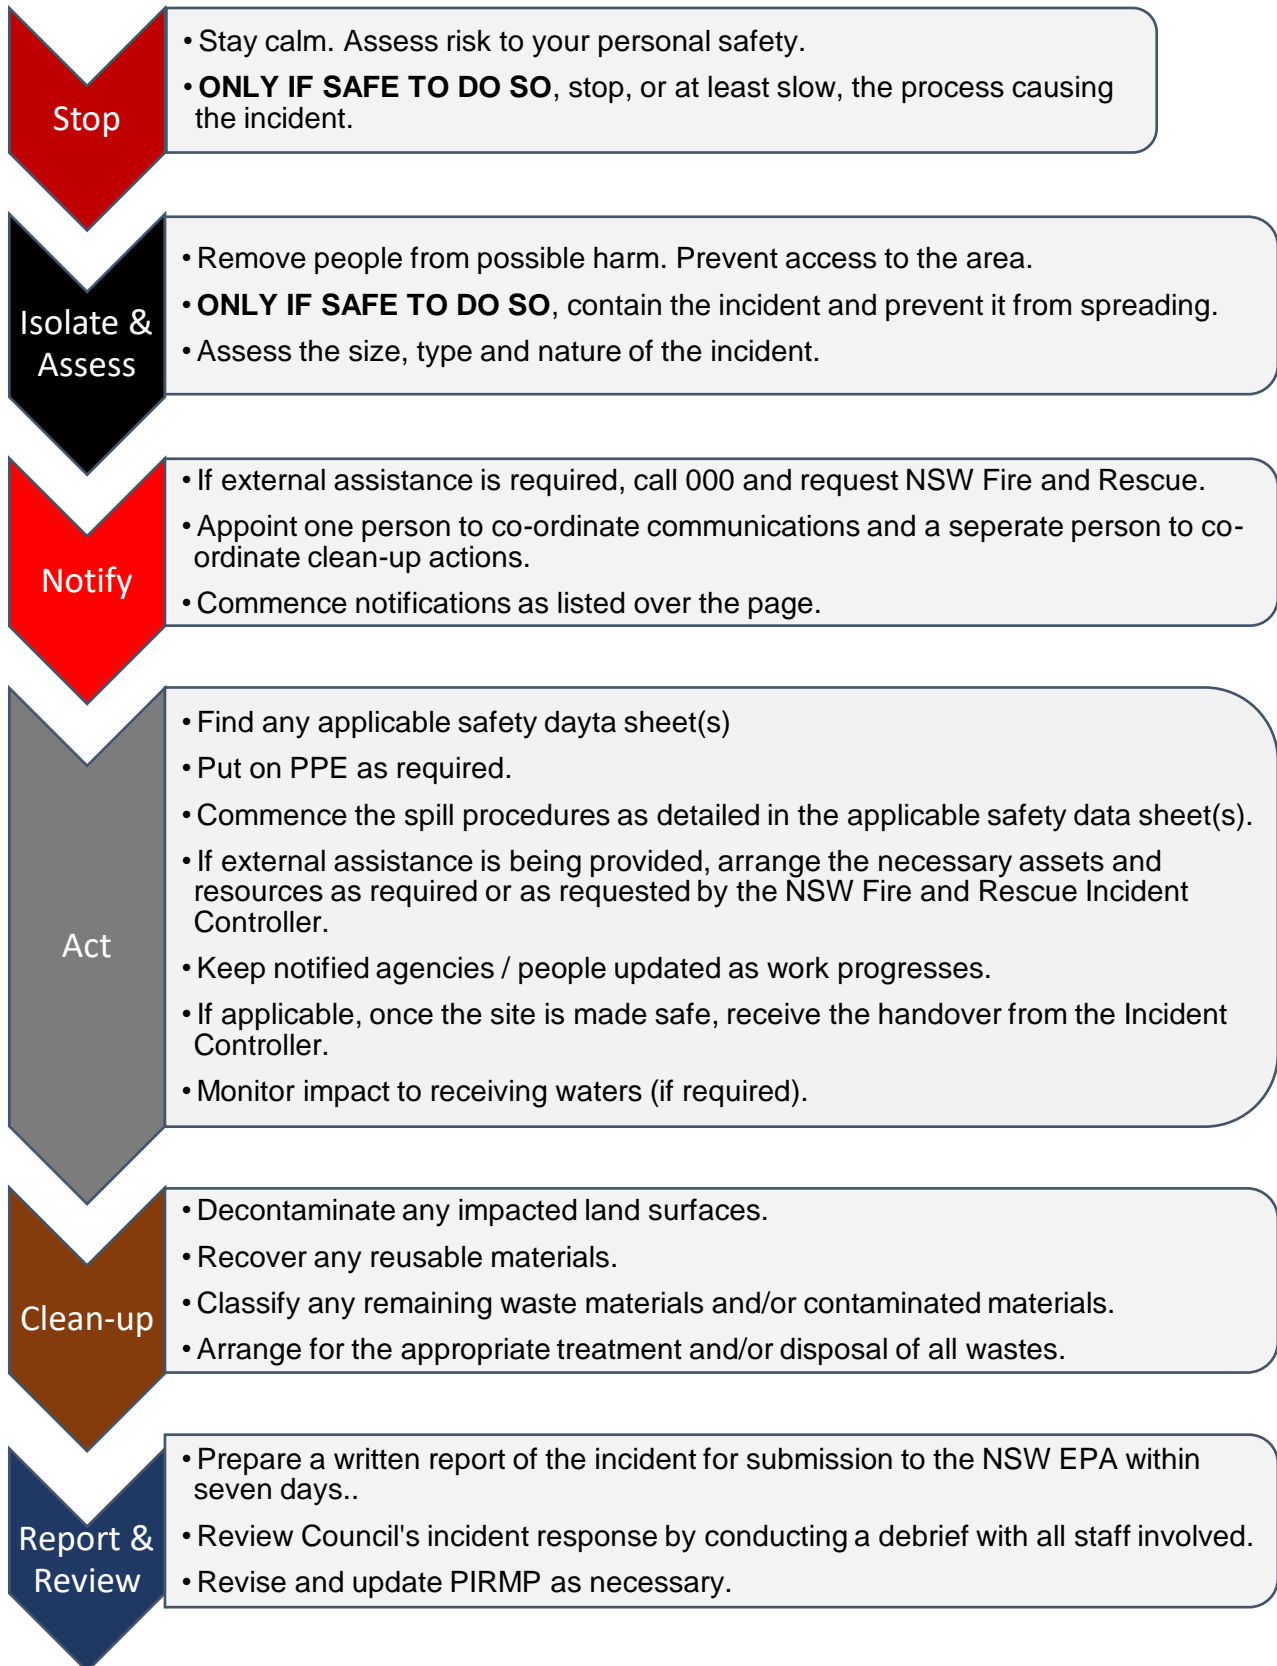 Stop
• Stay calm. Assess risk to your personal safety.
• ONLY IF SAFE TO DO SO, stop, or at least slow, the process causing
the incident.
Isolate &
Assess
• Remove people from possible harm. Prevent access to the area.
• ONLY IF SAFE TO DO SO, contain the incident and prevent it from spreading.
• Assess the size, type and nature of the incident.
Notify
• If external assistance is required, call 000 and request NSW Fire and Rescue.
• Appoint one person to co-ordinate communications and a seperate person to co-
ordinate clean-up actions.
• Commence notifications as listed over the page.
Act
• Find any applicable safety dayta sheet(s)
• Put on PPE as required.
• Commence the spill procedures as detailed in the applicable safety data sheet(s).
• If external assistance is being provided, arrange the necessary assets and
resources as required or as requested by the NSW Fire and Rescue Incident
Controller.
• Keep notified agencies / people updated as work progresses.
• If applicable, once the site is made safe, receive the handover from the Incident
Controller.
• Monitor impact to receiving waters (if required).
Clean-up
• Decontaminate any impacted land surfaces.
• Recover any reusable materials.
• Classify any remaining waste materials and/or contaminated materials.
• Arrange for the appropriate treatment and/or disposal of all wastes.
Report &
Review
• Prepare a written report of the incident for submission to the NSW EPA within
seven days..
• Review Council's incident response by conducting a debrief with all staff involved.
• Revise and update PIRMP as necessary.